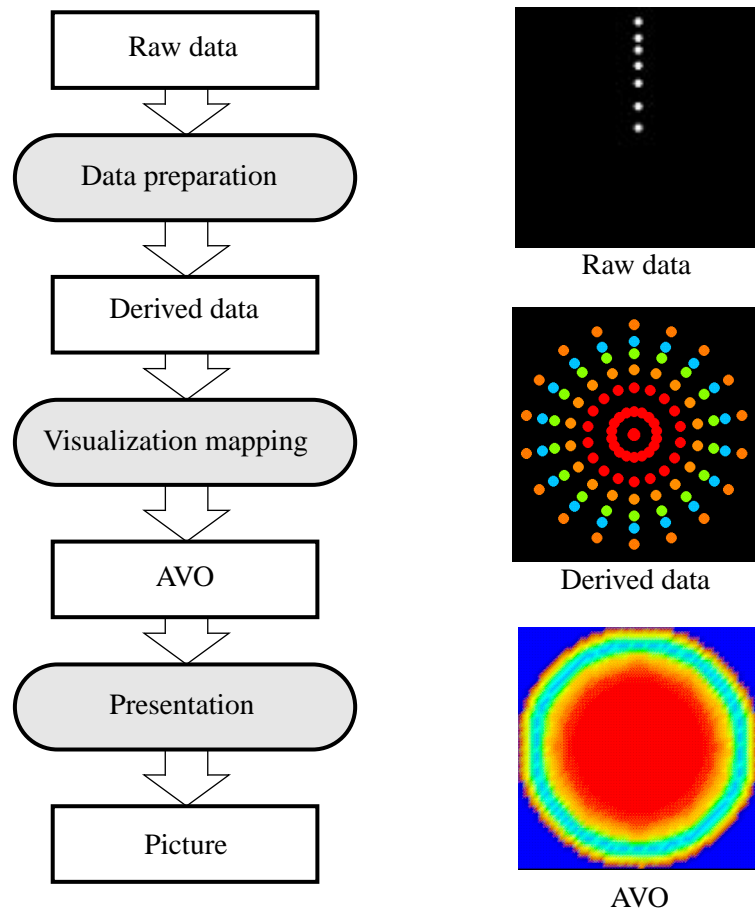 Raw data
Data preparation
Derived data
Visualization mapping
AVO
Presentation
Picture
Raw data
Derived data
AVO